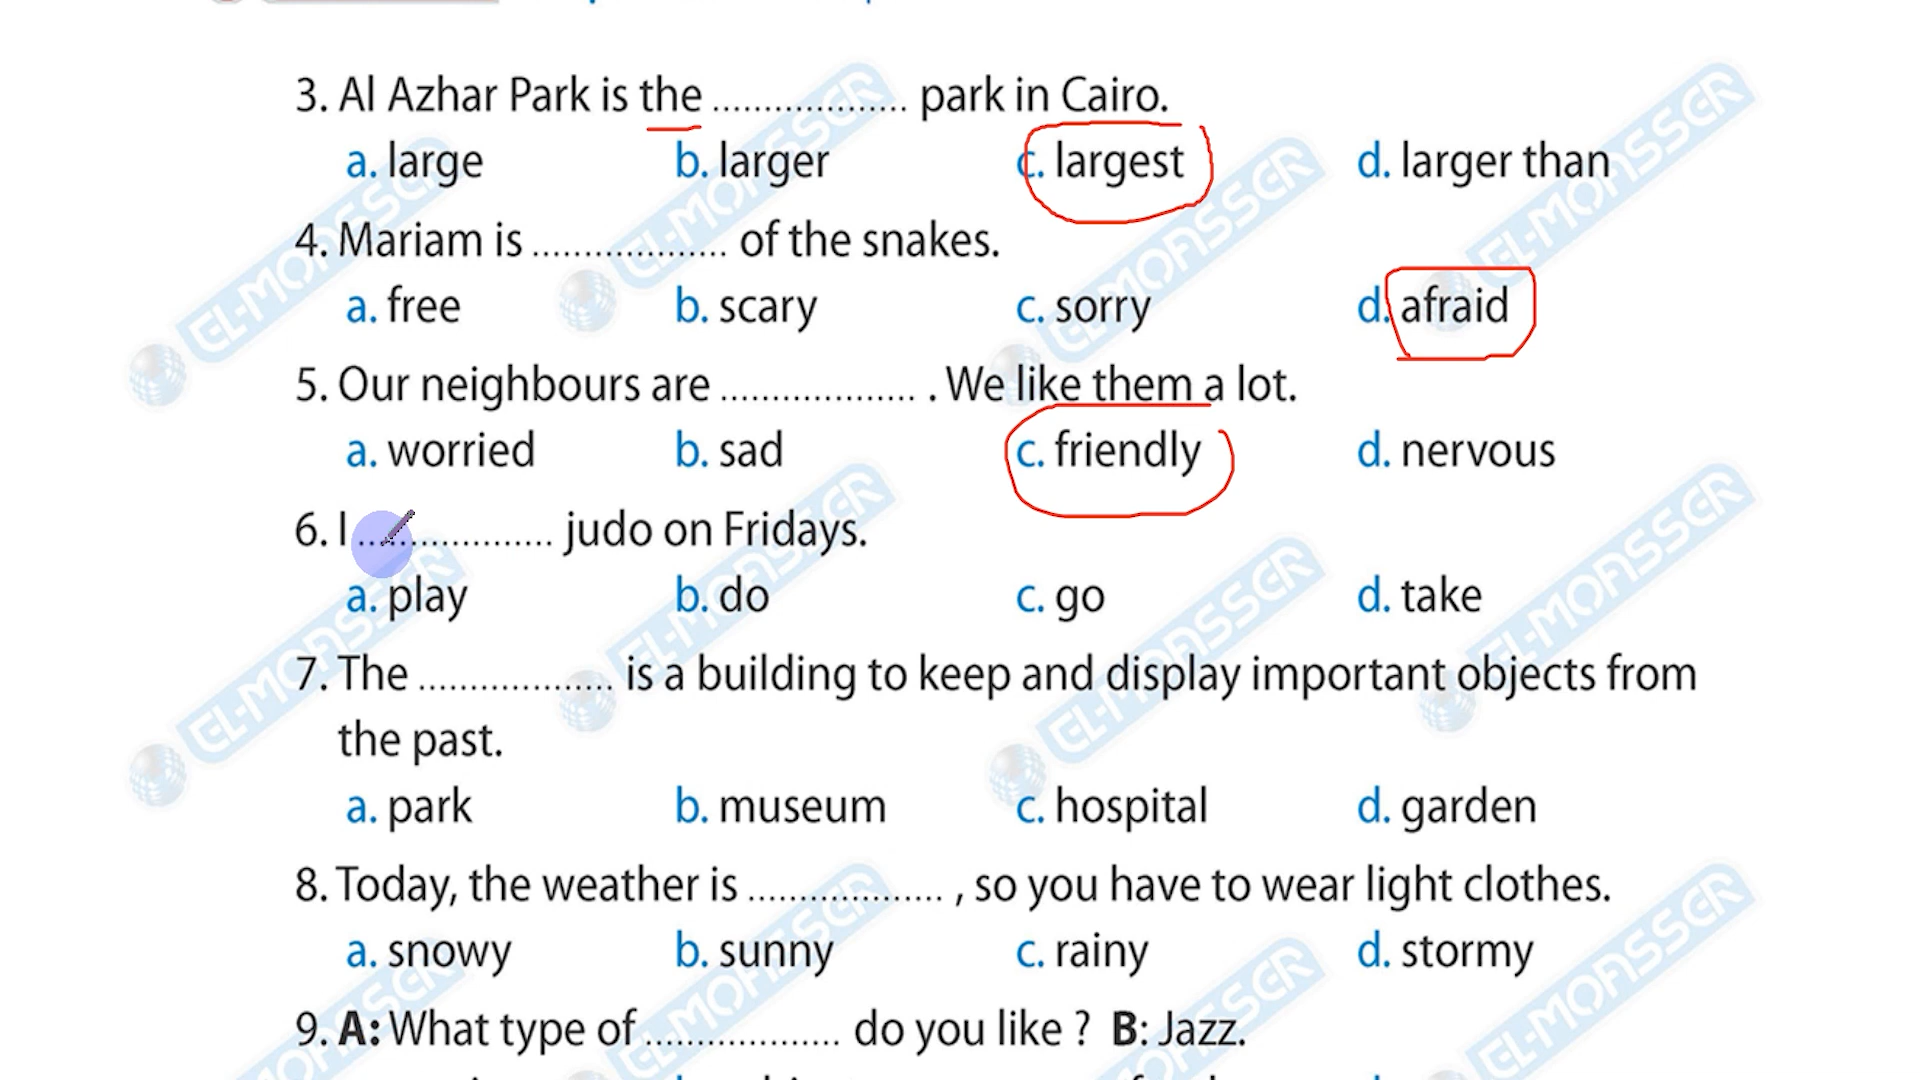 3. Al Azhar Park is the ................... park in Cairo.
a. large b. larger c. largest d. larger than
4. Mariam is ................... of the snakes.
a. free b. scary c. sorry d. afraid
5. Our neighbours are ................... . We like them a lot.
a. worried b. sad c. friendly d. nervous
6. I ................... judo on Fridays.
a. play b. do c. go d. take
7. The ................... is a building to keep and display important objects from
the past.
a. park b. museum c. hospital d. garden
8. Today, the weather is ................... , so you have to wear light clothes.
a. snowy b. sunny c. rainy d. stormy
9. A: What type of ................... do you like ? B: Jazz.
EL-MOASSER